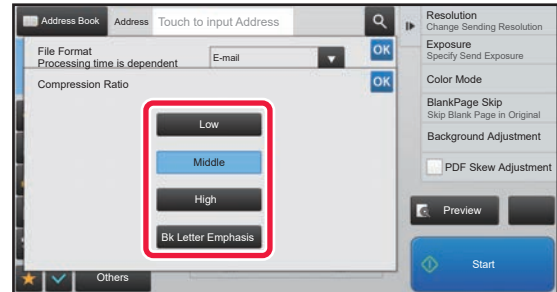 Address Book
Address
Touch to input Address
File Format
Processing time is dependent
E-mail
OK
Compression Ratio
OK
Low
Middle
High
Bk Letter Emphasis
Others
Resolution
Change Sending Resolution
Exposure
Specify Send Exposure
Color Mode
BlankPage Skip
Skip Blank Page in Original
Background Adjustment
PDF Skew Adjustment
Preview
Start